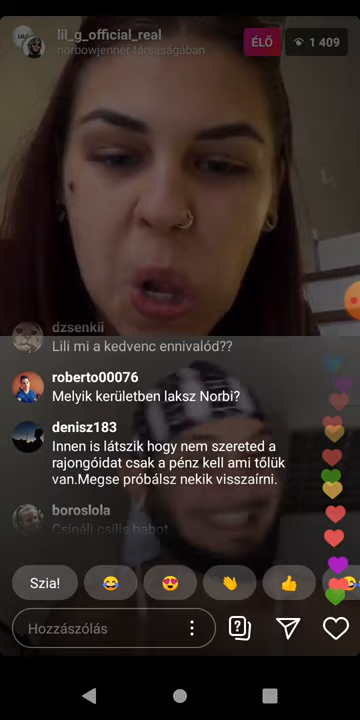 lil_g_official_real
norbowjenner társaságában
ÉLŐ
1 409
dzsenkii
Lili mi a kedvenc ennivalód??
roberto00076
Melyik kerületben laksz Norbi?
denisz183
Innen is látszik hogy nem szereted a
rajongóidat csak a pénz kell ami tőlük
van.Megse próbálsz nekik visszaírni.
boroslola
Csinálj csills babot
Szia!
Hozzászólás